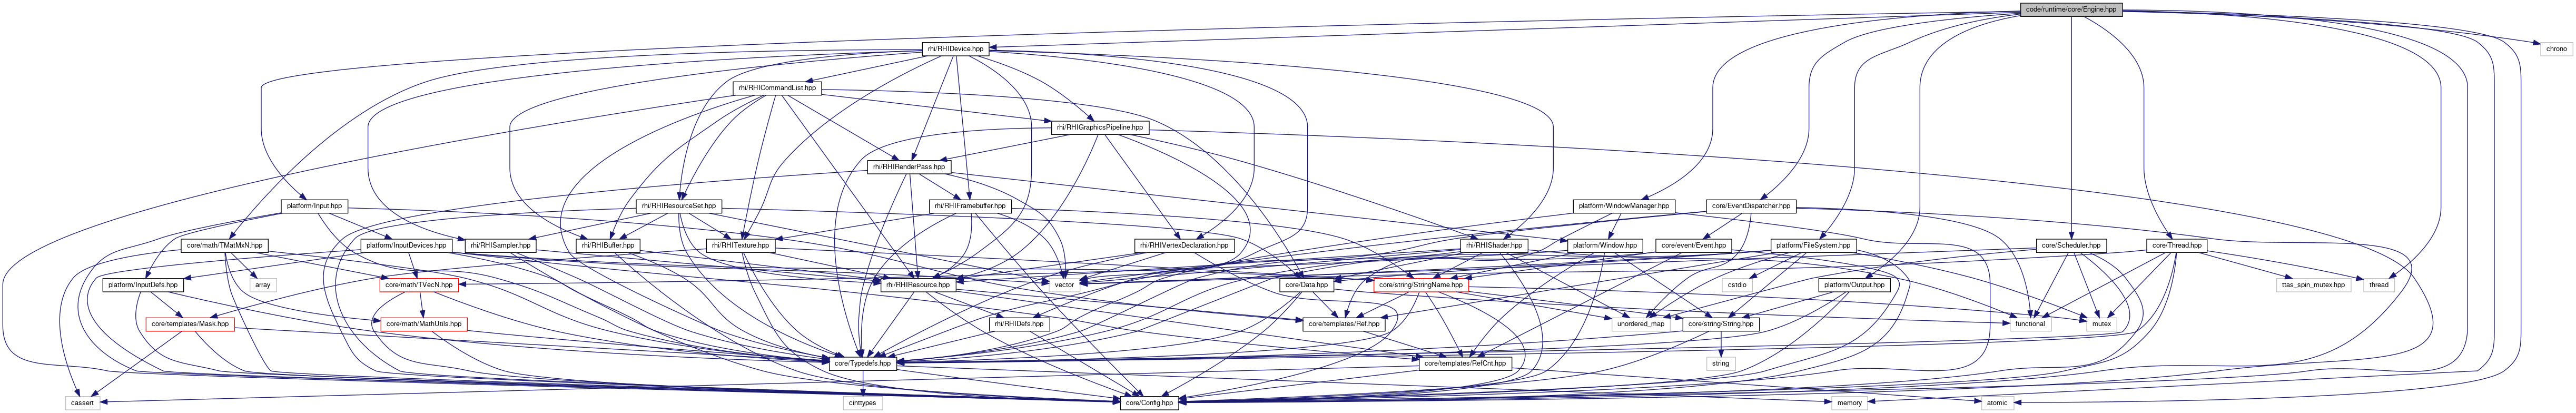 code/runtime/core/Engine.hpp
rhi/RHIDevice.hpp
chrono
rhi/RHICommandList.hpp
rhi/RHIGraphicsPipeline.hpp
rhi/RHIRenderPass.hpp
platform/Input.hpp
rhi/RHIResourceSet.hpp
rhi/RHIFramebuffer.hpp
platform/WindowManager.hpp
core/EventDispatcher.hpp
core/math/TMatMxN.hpp
platform/InputDevices.hpp
rhi/RHISampler.hpp
rhi/RHIBuffer.hpp
rhi/RHITexture.hpp
rhi/RHIVertexDeclaration.hpp
rhi/RHIShader.hpp
platform/Window.hpp
core/event/Event.hpp
platform/FileSystem.hpp
core/Scheduler.hpp
core/Thread.hpp
platform/InputDefs.hpp
array
core/math/TVecN.hpp
rhi/RHIResource.hpp
vector
core/Data.hpp
core/string/StringName.hpp
cstdio
platform/Output.hpp
ttas_spin_mutex.hpp
thread
core/templates/Mask.hpp
core/math/MathUtils.hpp
rhi/RHIDefs.hpp
core/templates/Ref.hpp
unordered_map
core/string/String.hpp
functional
mutex
core/Typedefs.hpp
core/templates/RefCnt.hpp
string
cassert
cinttypes
core/Config.hpp
memory
atomic